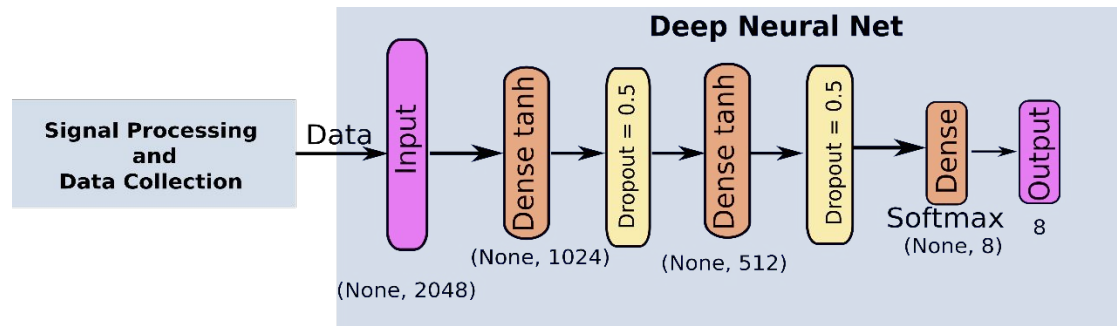 Deep Neural Net
Signal Processing
and
Data Collection
Data
Input
(None, 2048)
Dense tanh
(None, 1024)
Dropout = 0.5
Dense tanh
(None, 512)
Dropout = 0.5
Dense
Softmax
(None, 8)
Output
8